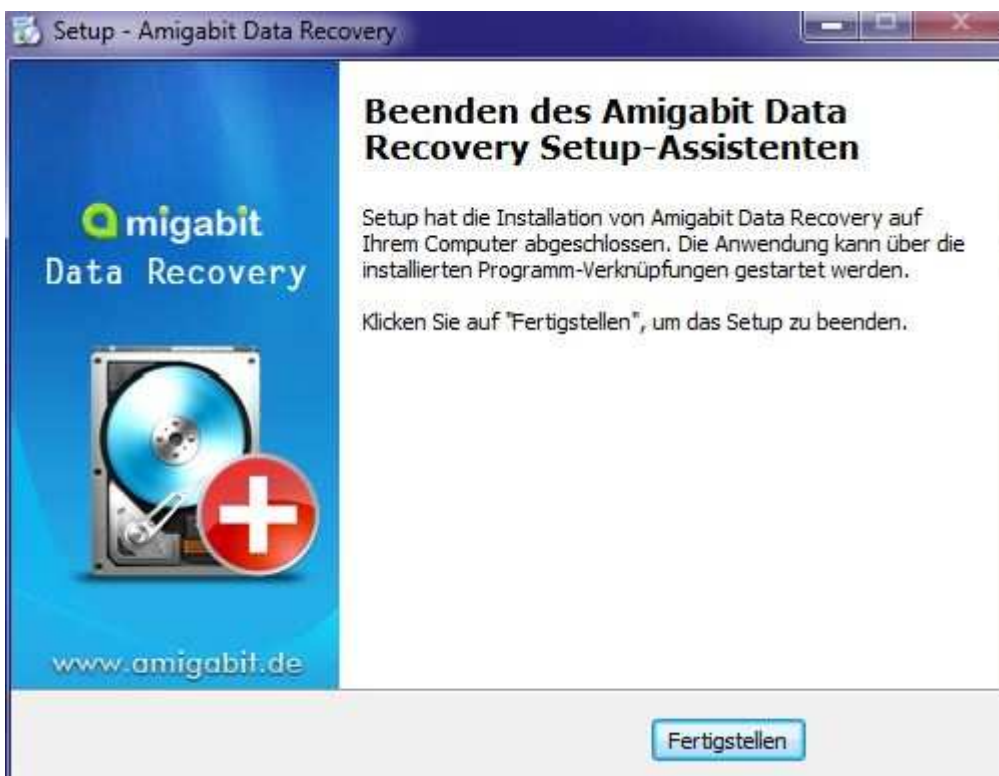 Setup - Amigabit Data Recovery
amigabit
Data Recovery
www.amigabit.de
Beenden des Amigabit Data
Recovery Setup-Assistenten
Setup hat die Installation von Amigabit Data Recovery auf
Ihrem Computer abgeschlossen. Die Anwendung kann über die
installierten Programm-Verknüpfungen gestartet werden.
Klicken Sie auf "Fertigstellen", um das Setup zu beenden.
Fertigstellen